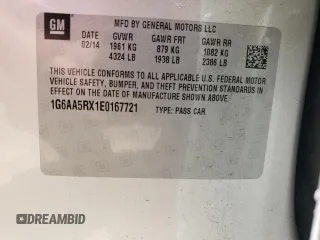 GM
MFD BY GENERAL MOTORS LLC
DATE GVWR GAWR FRT GAWR RR
02/14 1961 KG 879 KG 1082 KG
4324 LB 1938 LB 2386 LB
THIS VEHICLE CONFORMS TO ALL APPLICABLE U.S. FEDERAL MOTOR
VEHICLE SAFETY, BUMPER, AND THEFT PREVENTION STANDARDS
IN EFFECT ON THE DATE OF MANUFACTURE SHOWN ABOVE.
1G6AA5RX1E0167721 TYPE: PASS CAR
DREAMBID